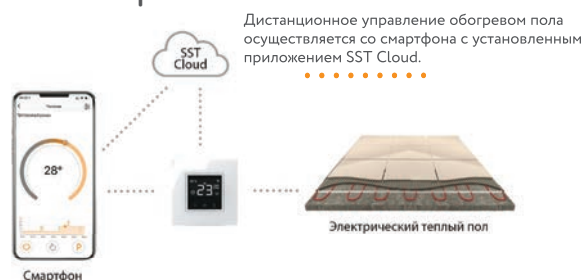 Дистанционное управление обогревом пола
осуществляется со смартфона с установленным
приложением SST Cloud.
SST
Cloud
28°
23
Электрический теплый пол
Смартфон